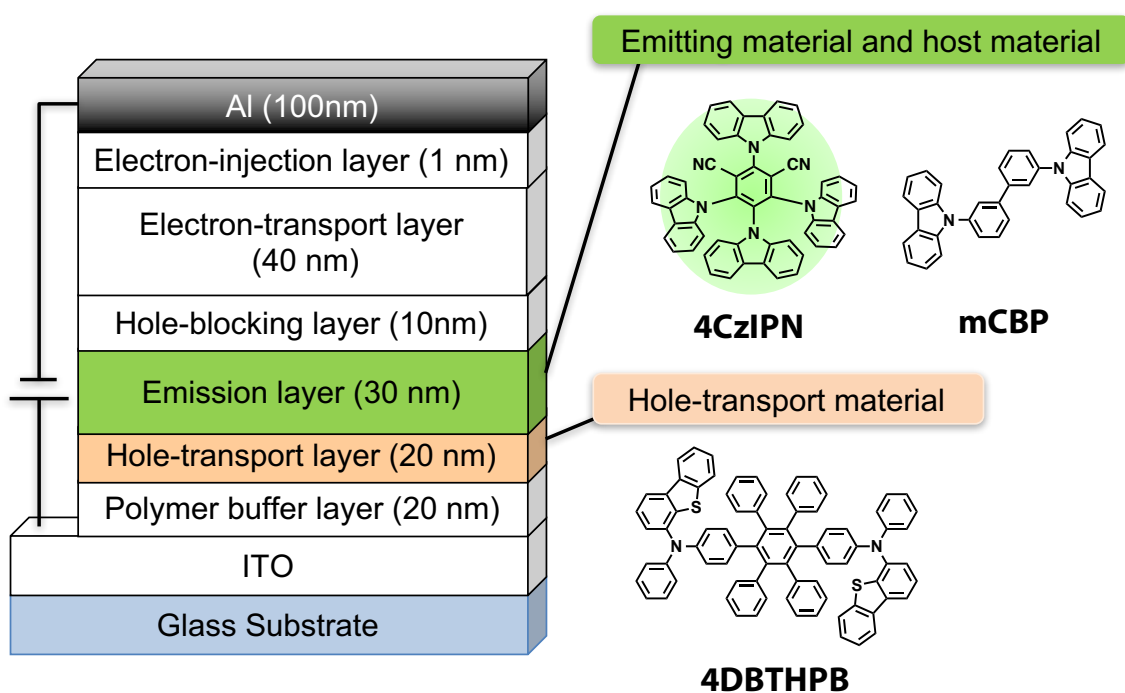 Emitting material and host material
Al (100nm)
Electron-injection layer (1 nm)
Electron-transport layer
(40 nm)
Hole-blocking layer (10nm)
Emission layer (30 nm)
Hole-transport layer (20 nm)
Polymer buffer layer (20 nm)
ITO
Glass Substrate
N
NC
CN
N
N
N
4CzIPN
N
N
mCBP
Hole-transport material
S
N
N
S
4DBTHPB